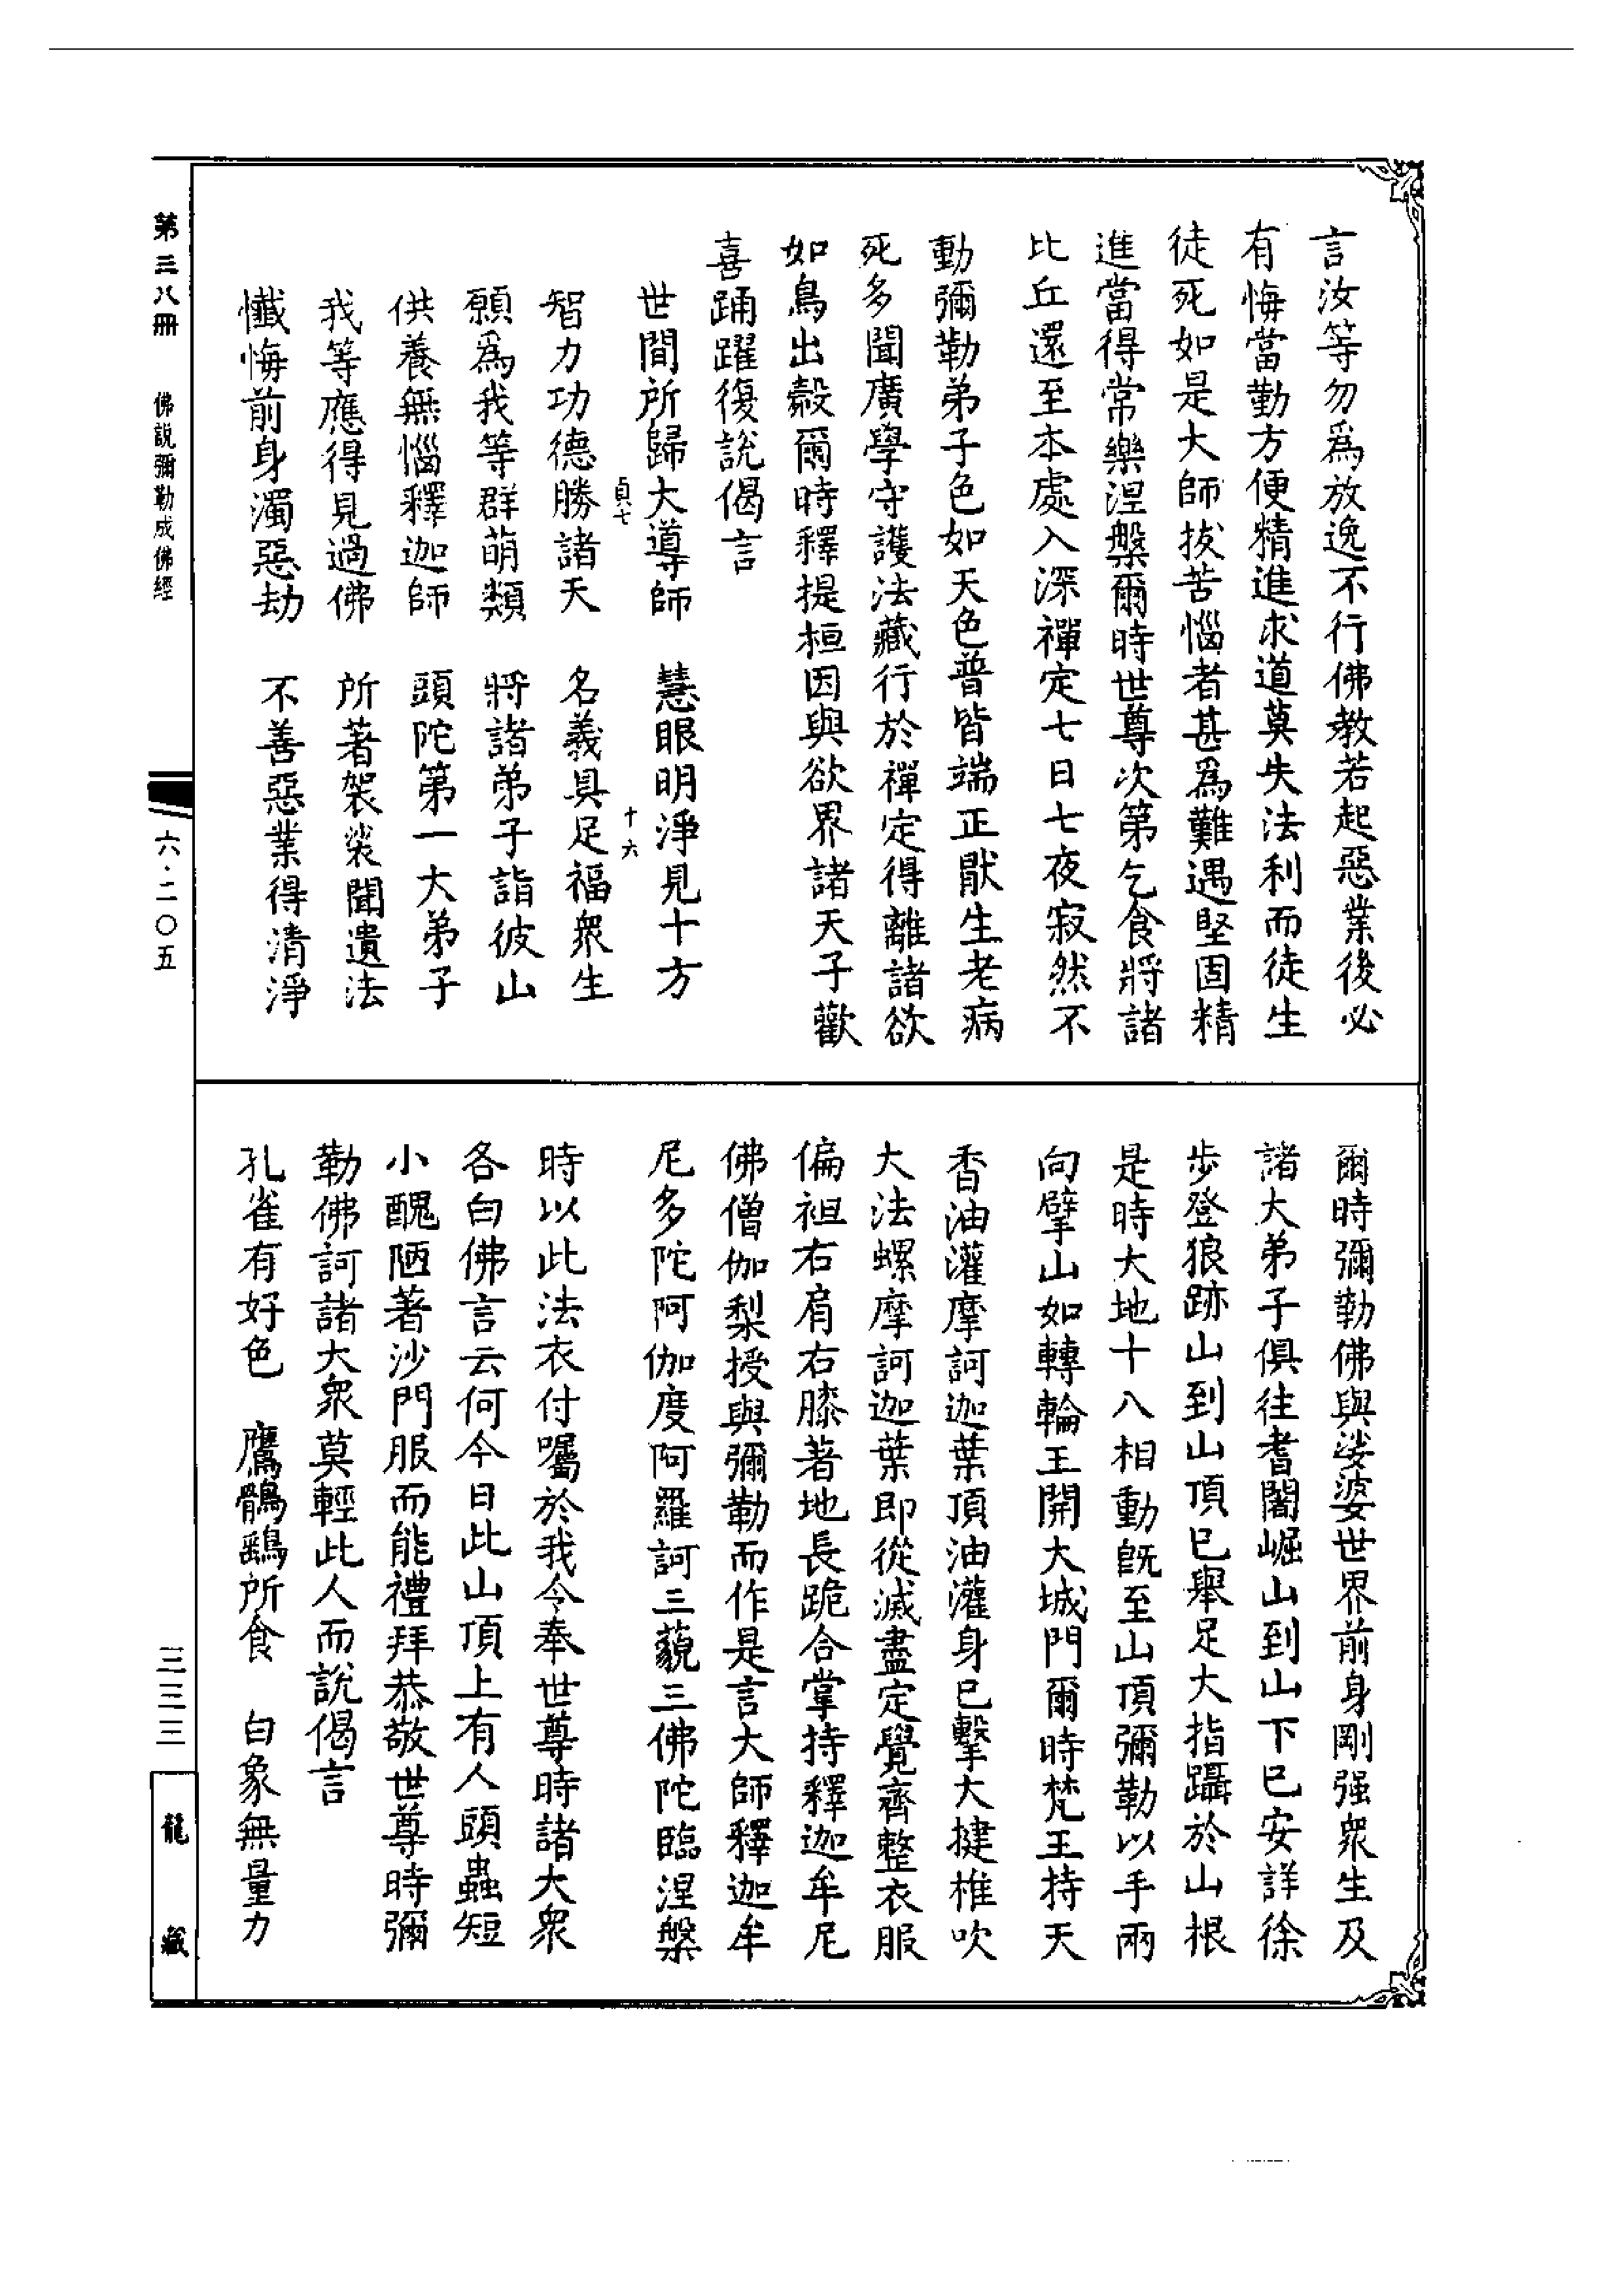 言汝等勿爲放逸不行佛教若起惡業後必
有悔當勤方便精進求道莫失法利而徒生
徒死如是大師拔苦惱者甚爲難遇堅固精
進當得常樂涅槃爾時世尊次第乞食將諸
比丘還至本處入深禪定七日七夜寂然不
動彌勒弟子色如天色普皆端正厭生老病
死多聞廣學守護法藏行於禪定得離諸欲
如鳥出㲉爾時釋提桓因與欲界諸天子歡
喜踊躍復說偈言
世間所歸大導師　慧眼明淨見十方
貞七　十六
智力功德勝諸天　名義具足福衆生
願爲我等群萌類　將諸弟子詣彼山
供養無惱釋迦師　頭陀第一大弟子
我等應得見過佛　所著袈裟聞遺法
懺悔前身濁惡劫　不善惡業得清淨
爾時彌勒佛與娑婆世界前身剛强衆生及
諸大弟子俱往耆闍崛山到山下已安詳徐
步登狼跡山到山頂已舉足大指躡於山根
是時大地十八相動旣至山頂彌勒以手兩
向擘山如轉輪王開大城門爾時梵王持天
香油灌摩訶迦葉頂油灌身已擊大揵椎吹
大法螺摩訶迦葉即從滅盡定覺齊整衣服
偏袒右肩右膝著地長跪合掌持釋迦牟尼
佛僧伽梨授與彌勒而作是言大師釋迦牟
尼多陀阿伽度阿羅訶三藐三佛陀臨涅槃
時以此法衣付囑於我令奉世尊時諸大衆
各白佛言云何今日此山頂上有人頭蟲短
小醜陋著沙門服而能禮拜恭敬世尊時彌
勒佛訶諸大衆莫輕此人而說偈言
孔雀有好色　鷹鶻鷂所食　白象無量力
第三八冊　佛説彌勒成佛經　六·二〇五
三三三　龍藏